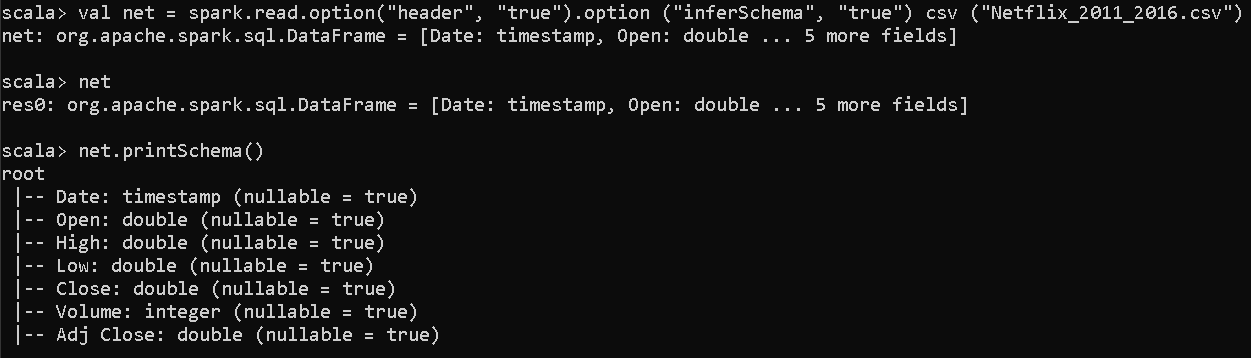 scala> val net = spark.read.option("header", "true").option ("inferSchema", "true") csv ("Netflix_2011_2016.csv")
net: org.apache.spark.sql.DataFrame = [Date: timestamp, Open: double ... 5 more fields]
scala> net
res0: org.apache.spark.sql.DataFrame = [Date: timestamp, Open: double ... 5 more fields]
scala> net.printSchema()
root
 |-- Date: timestamp (nullable = true)
 |-- Open: double (nullable = true)
 |-- High: double (nullable = true)
 |-- Low: double (nullable = true)
 |-- Close: double (nullable = true)
 |-- Volume: integer (nullable = true)
 |-- Adj Close: double (nullable = true)